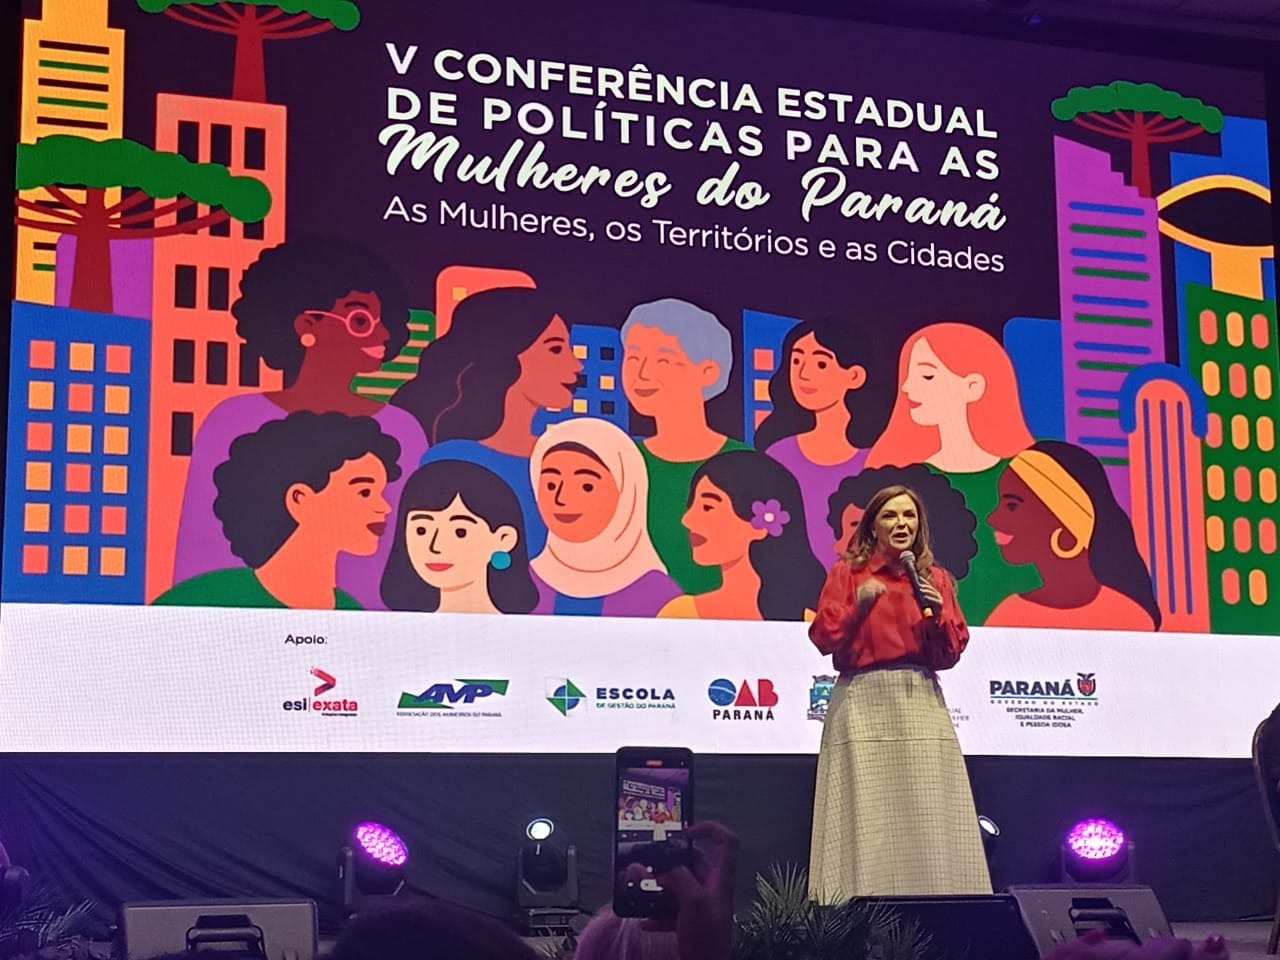 V CONFERÊNCIA ESTADUAL
DE POLÍTICAS PARA AS
Mulheres do Paraná
As Mulheres, os Territórios e as Cidades
Apoio:
esi exata
AMP
ASSOCIAÇÃO DOS MUNICÍPIOS DO PARANÁ
ESCOLA
DE GESTÃO DO PARANÁ
OAB
PARANÁ
PARANÁ
GOVERNO DO ESTADO
SECRETARIA DA MULHER,
IGUALDADE RACIAL
E PESSOA IDOSA